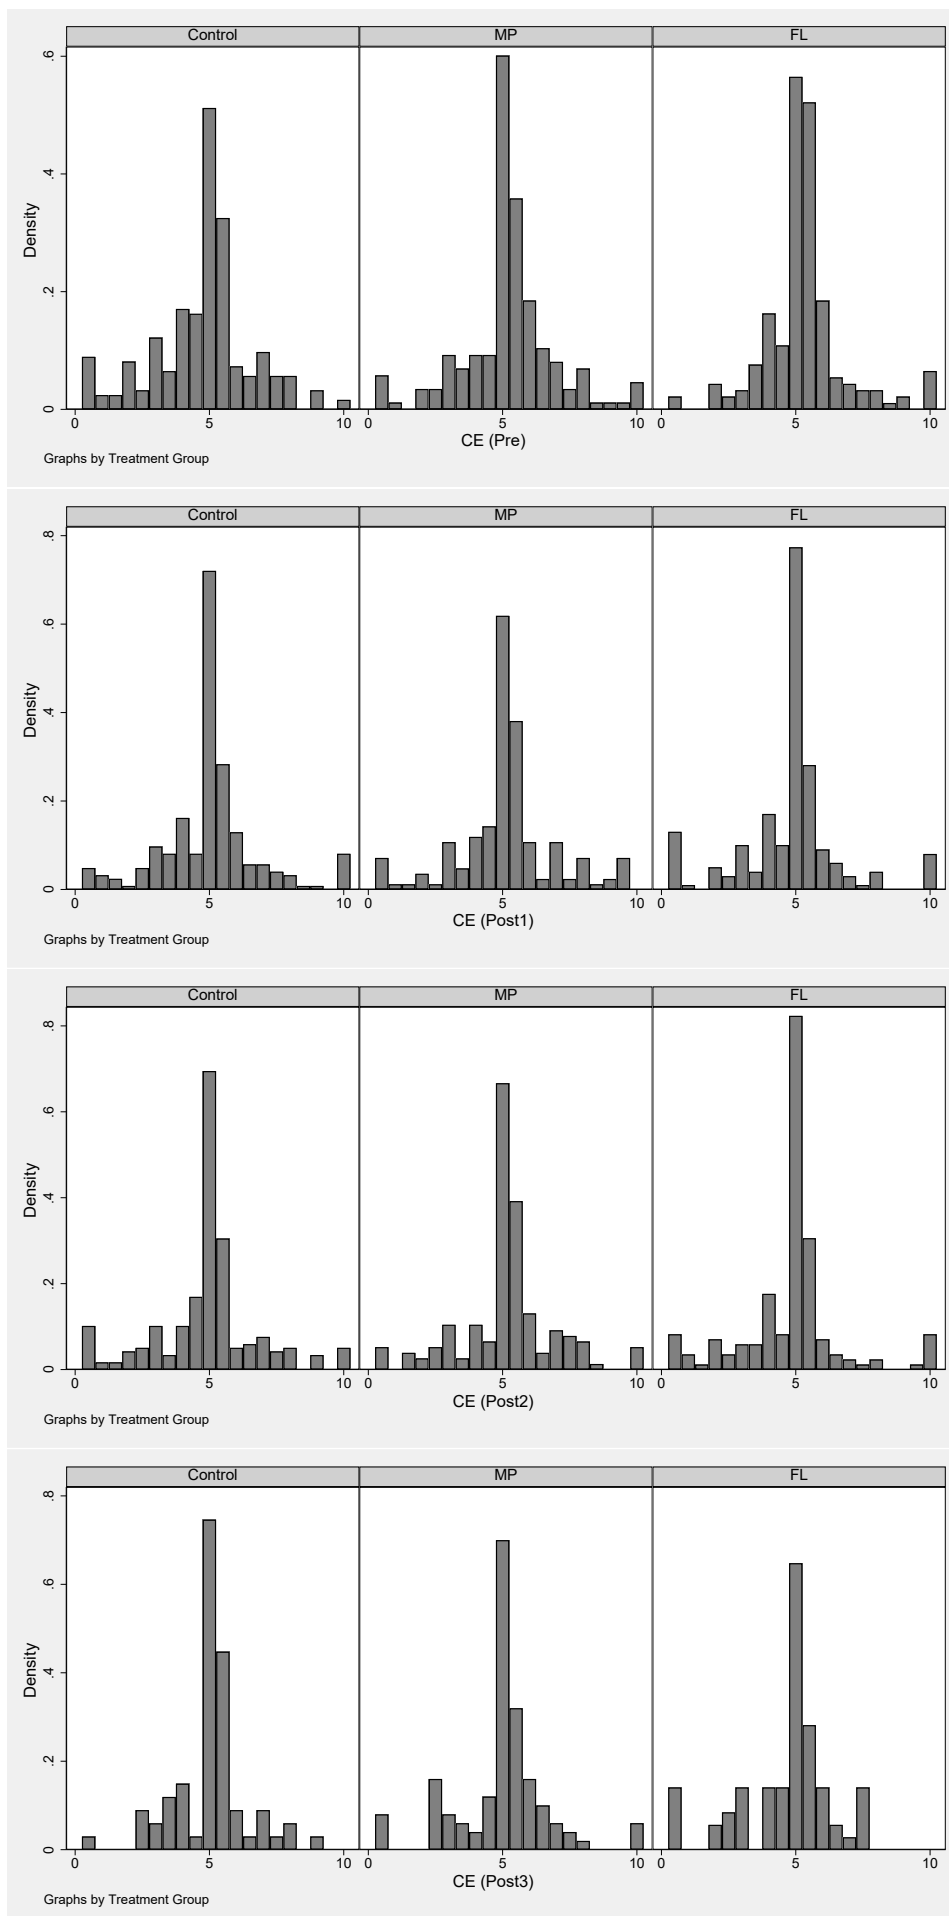 Control MP FL
Density
.6
.4
.2
0
0 5 10 0 5 10 0 5 10
CE (Pre)
Graphs by Treatment Group
Control MP FL
Density
.8
.6
.4
.2
0
0 5 10 0 5 10 0 5 10
CE (Post1)
Graphs by Treatment Group
Control MP FL
Density
.8
.6
.4
.2
0
0 5 10 0 5 10 0 5 10
CE (Post2)
Graphs by Treatment Group
Control MP FL
Density
.8
.6
.4
.2
0
0 5 10 0 5 10 0 5 10
CE (Post3)
Graphs by Treatment Group